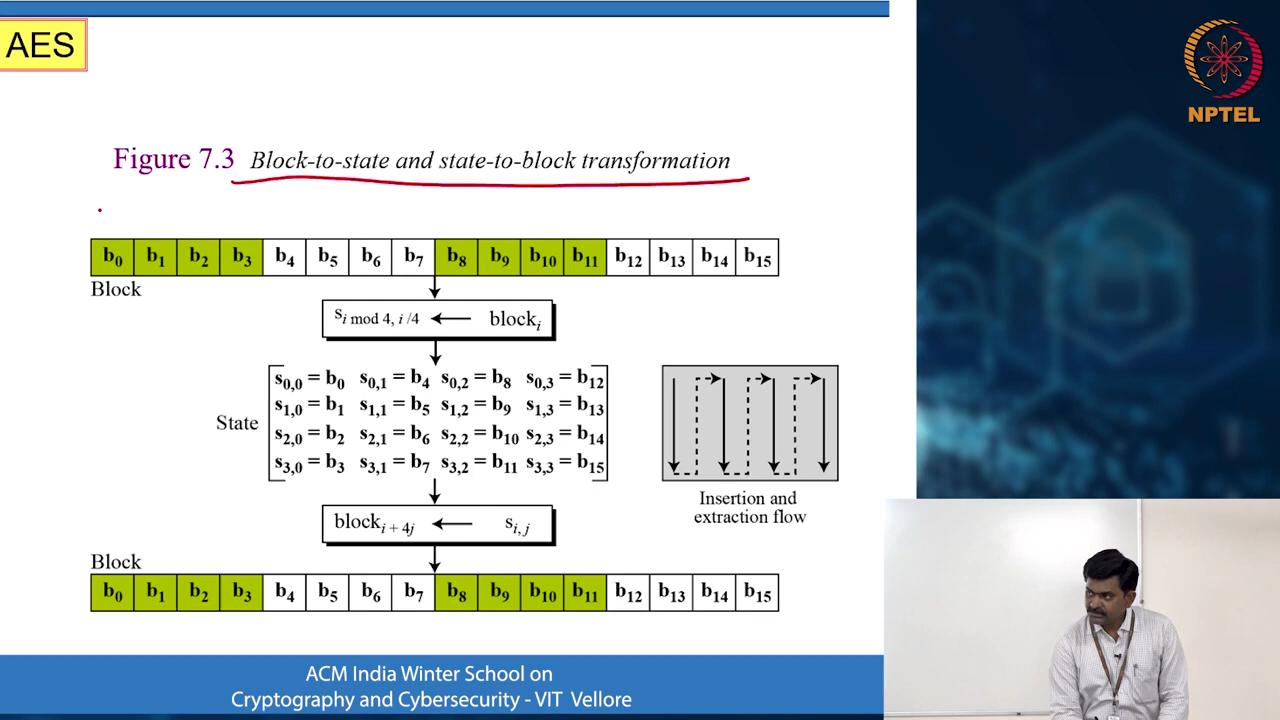 AES
NPTEL
Figure 7.3 Block-to-state and state-to-block transformation
b₀ b₁ b₂ b₃ b₄ b₅ b₆ b₇ b₈ b₉ b₁₀ b₁₁ b₁₂ b₁₃ b₁₄ b₁₅
Block
s i mod 4, i /4 ← block i
s₀,₀ = b₀ s₀,₁ = b₄ s₀,₂ = b₈ s₀,₃ = b₁₂
s₁,₀ = b₁ s₁,₁ = b₅ s₁,₂ = b₉ s₁,₃ = b₁₃
State
s₂,₀ = b₂ s₂,₁ = b₆ s₂,₂ = b₁₀ s₂,₃ = b₁₄
s₃,₀ = b₃ s₃,₁ = b₇ s₃,₂ = b₁₁ s₃,₃ = b₁₅
Insertion and
extraction flow
block i + 4j ← s i, j
Block
b₀ b₁ b₂ b₃ b₄ b₅ b₆ b₇ b₈ b₉ b₁₀ b₁₁ b₁₂ b₁₃ b₁₄ b₁₅
ACM India Winter School on
Cryptography and Cybersecurity - VIT Vellore